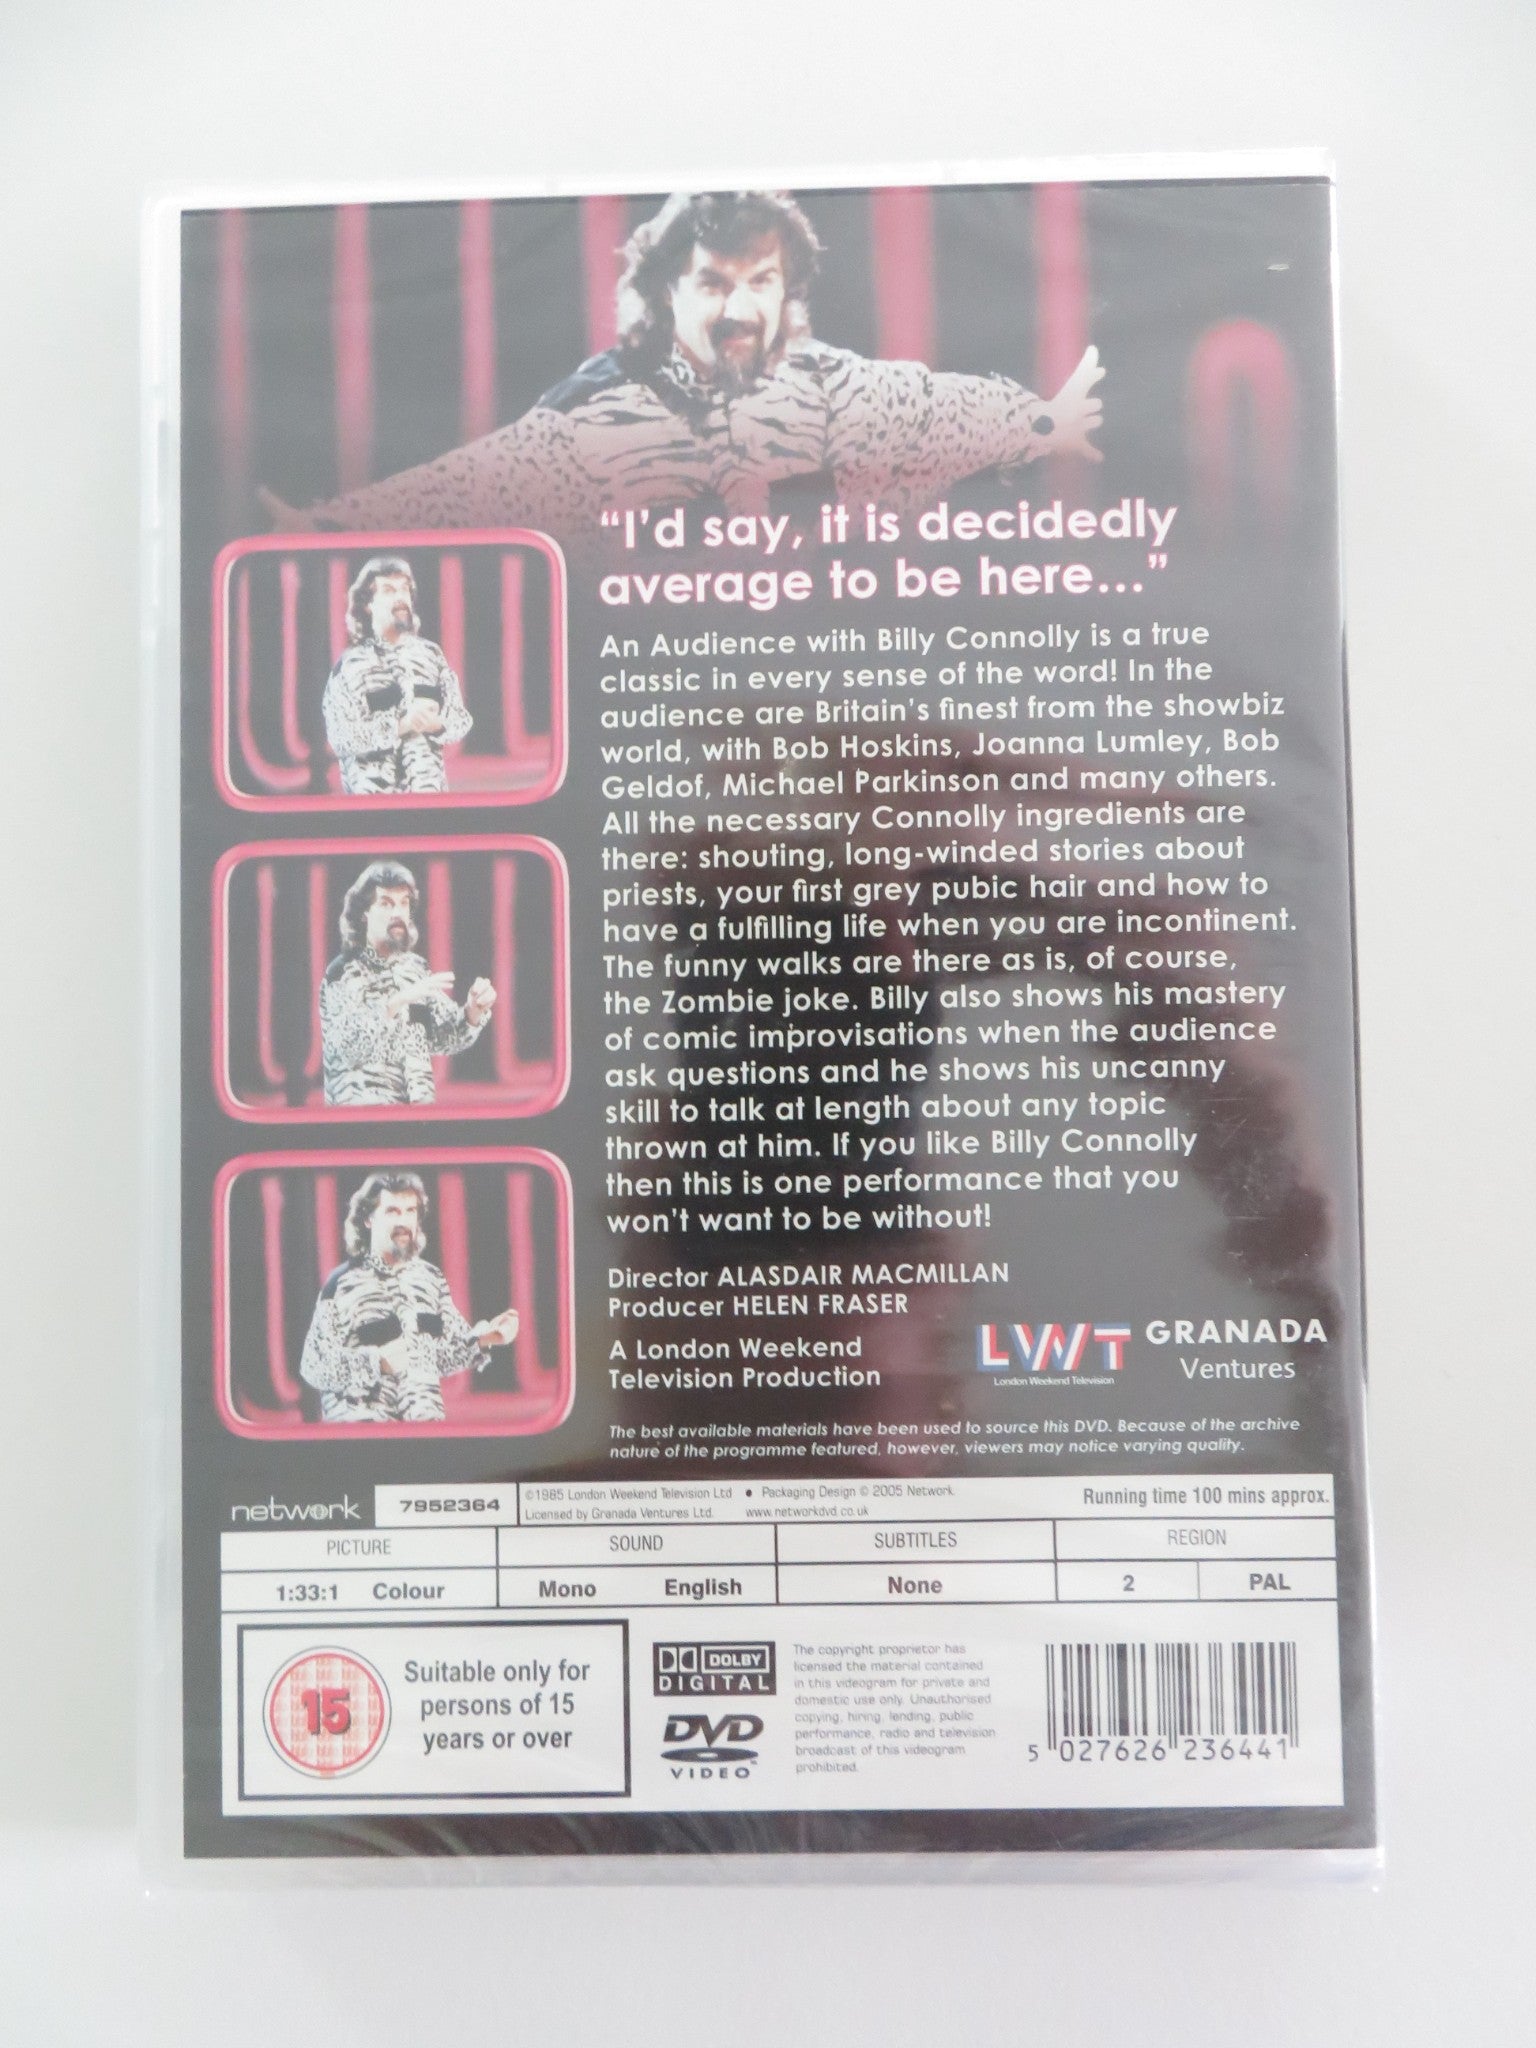 “I’d say, it is decidedly
average to be here...”
An Audience with Billy Connolly is a true
classic in every sense of the word! In the
audience are Britain’s finest from the showbiz
world, with Bob Hoskins, Joanna Lumley, Bob
Geldof, Michael Parkinson and many others.
All the necessary Connolly ingredients are
there: shouting, long-winded stories about
priests, your first grey pubic hair and how to
have a fulfilling life when you are incontinent.
The funny walks are there as is, of course,
the Zombie joke. Billy also shows his mastery
of comic improvisations when the audience
ask questions and he shows his uncanny
skill to talk at length about any topic
thrown at him. If you like Billy Connolly
then this is one performance that you
won’t want to be without!
Director ALASDAIR MACMILLAN
Producer HELEN FRASER
A London Weekend
Television Production
LWT
London Weekend Television
GRANADA
Ventures
The best available materials have been used to source this DVD. Because of the archive
nature of the programme featured, however, viewers may notice varying quality.
network
7952364
©1985 London Weekend Television Ltd • Packaging Design © 2005 Network
Licensed by Granada Ventures Ltd. www.networkdvd.co.uk
Running time 100 mins approx.
PICTURE SOUND SUBTITLES REGION
1:33:1 Colour Mono English None 2 PAL
15
Suitable only for
persons of 15
years or over
DOLBY
DIGITAL
DVD
VIDEO
The copyright proprietor has
licensed the material contained
in this videogram for private and
domestic use only. Unauthorised
copying, hiring, lending, public
performance, radio and television
broadcast of this videogram
prohibited.
5 027626 236441